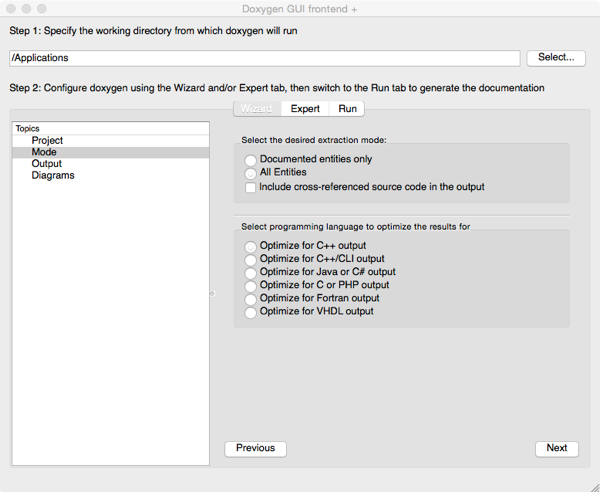 Doxygen GUI frontend +
Step 1: Specify the working directory from which doxygen will run
/Applications
Select...
Step 2: Configure doxygen using the Wizard and/or Expert tab, then switch to the Run tab to generate the documentation
Wizard Expert Run
Topics
Project
Mode
Output
Diagrams
Select the desired extraction mode:
Documented entities only
All Entities
Include cross-referenced source code in the output
Select programming language to optimize the results for
Optimize for C++ output
Optimize for C++/CLI output
Optimize for Java or C# output
Optimize for C or PHP output
Optimize for Fortran output
Optimize for VHDL output
Previous
Next